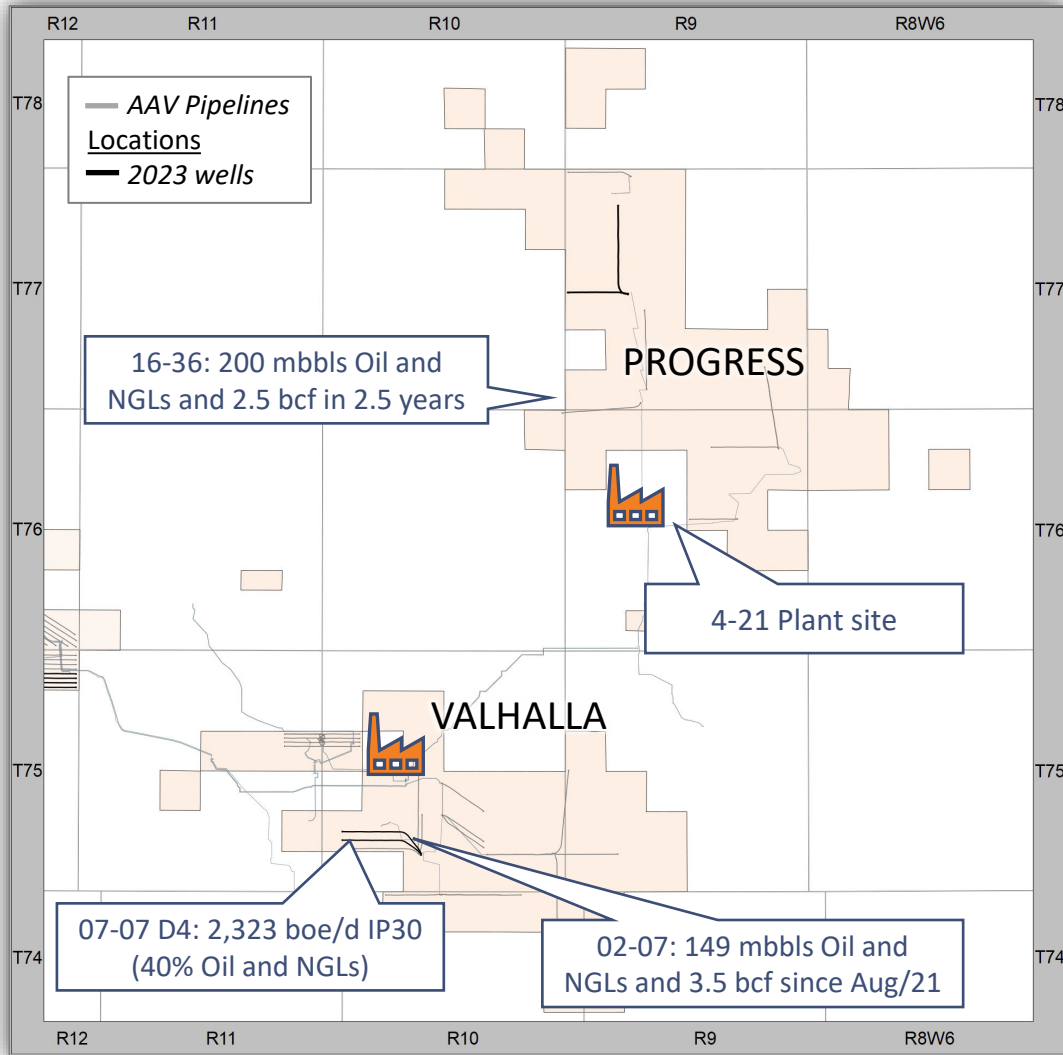 R12 R11 R10 R9 R8W6
AAV Pipelines
Locations
2023 wells
T78 T78
T77 T77
16-36: 200 mbbls Oil and
NGLs and 2.5 bcf in 2.5 years
PROGRESS
T76 T76
4-21 Plant site
VALHALLA
T75 T75
07-07 D4: 2,323 boe/d IP30
(40% Oil and NGLs)
02-07: 149 mbbls Oil and
NGLs and 3.5 bcf since Aug/21
T74 T74
R12 R11 R10 R9 R8W6